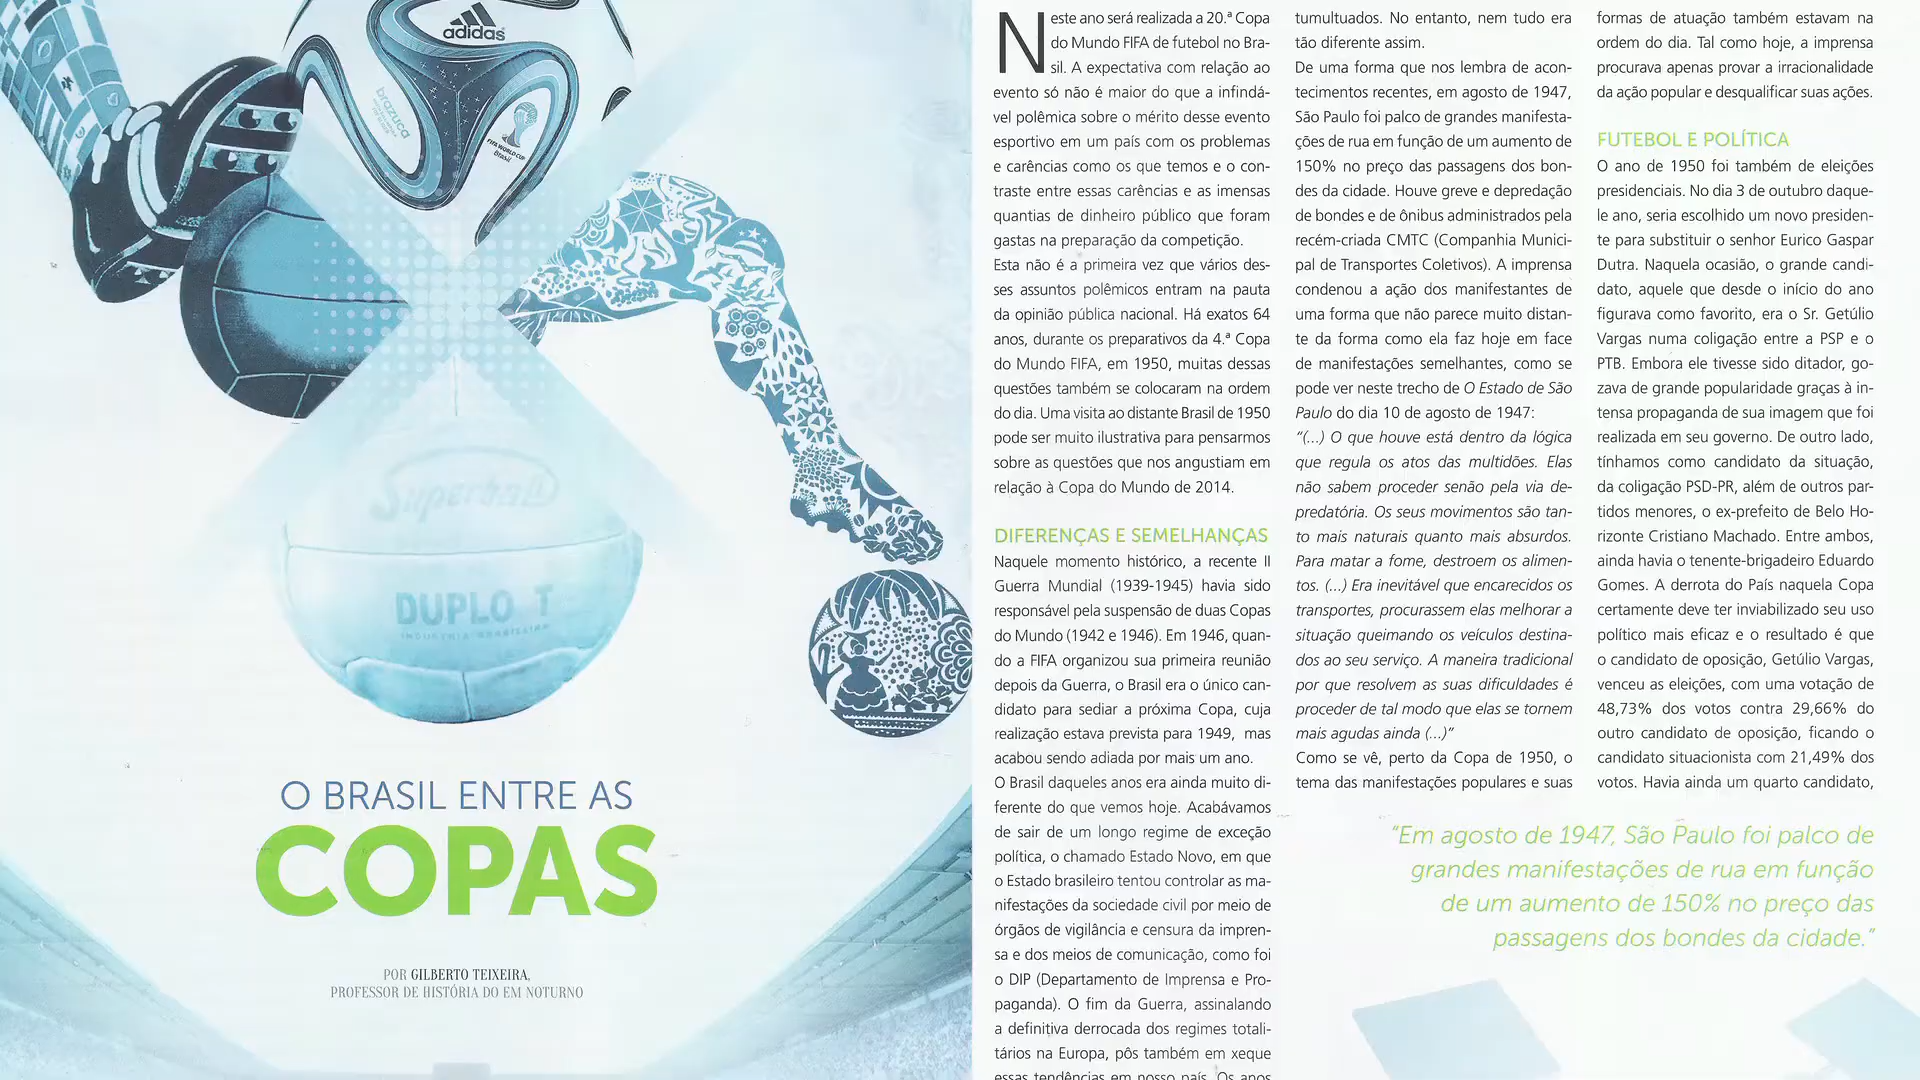 adidas
brazuca
FIFA WORLD CUP
Brasil
Superball
DUPLO T
INDÚSTRIA BRASILEIRA
O BRASIL ENTRE AS
COPAS
POR GILBERTO TEIXEIRA,
PROFESSOR DE HISTÓRIA DO EM NOTURNO
Neste ano será realizada a 20.ª Copa
do Mundo FIFA de futebol no Bra-
sil. A expectativa com relação ao
evento só não é maior do que a infindá-
vel polêmica sobre o mérito desse evento
esportivo em um país com os problemas
e carências como os que temos e o con-
traste entre essas carências e as imensas
quantias de dinheiro público que foram
gastas na preparação da competição.
Esta não é a primeira vez que vários des-
ses assuntos polêmicos entram na pauta
da opinião pública nacional. Há exatos 64
anos, durante os preparativos da 4.ª Copa
do Mundo FIFA, em 1950, muitas dessas
questões também se colocaram na ordem
do dia. Uma visita ao distante Brasil de 1950
pode ser muito ilustrativa para pensarmos
sobre as questões que nos angustiam em
relação à Copa do Mundo de 2014.
DIFERENÇAS E SEMELHANÇAS
Naquele momento histórico, a recente II
Guerra Mundial (1939-1945) havia sido
responsável pela suspensão de duas Copas
do Mundo (1942 e 1946). Em 1946, quan-
do a FIFA organizou sua primeira reunião
depois da Guerra, o Brasil era o único can-
didato para sediar a próxima Copa, cuja
realização estava prevista para 1949, mas
acabou sendo adiada por mais um ano.
O Brasil daqueles anos era ainda muito di-
ferente do que vemos hoje. Acabávamos
de sair de um longo regime de exceção
política, o chamado Estado Novo, em que
o Estado brasileiro tentou controlar as ma-
nifestações da sociedade civil por meio de
órgãos de vigilância e censura da impren-
sa e dos meios de comunicação, como foi
o DIP (Departamento de Imprensa e Pro-
paganda). O fim da Guerra, assinalando
a definitiva derrocada dos regimes totali-
tários na Europa, pôs também em xeque
essas tendências em nosso país. Os anos
tumultuados. No entanto, nem tudo era
tão diferente assim.
De uma forma que nos lembra de acon-
tecimentos recentes, em agosto de 1947,
São Paulo foi palco de grandes manifesta-
ções de rua em função de um aumento de
150% no preço das passagens dos bon-
des da cidade. Houve greve e depredação
de bondes e de ônibus administrados pela
recém-criada CMTC (Companhia Munici-
pal de Transportes Coletivos). A imprensa
condenou a ação dos manifestantes de
uma forma que não parece muito distan-
te da forma como ela faz hoje em face
de manifestações semelhantes, como se
pode ver neste trecho de O Estado de São
Paulo do dia 10 de agosto de 1947:
“(...) O que houve está dentro da lógica
que regula os atos das multidões. Elas
não sabem proceder senão pela via de-
predatória. Os seus movimentos são tan-
to mais naturais quanto mais absurdos.
Para matar a fome, destroem os alimen-
tos. (...) Era inevitável que encarecidos os
transportes, procurassem elas melhorar a
situação queimando os veículos destina-
dos ao seu serviço. A maneira tradicional
por que resolvem as suas dificuldades é
proceder de tal modo que elas se tornem
mais agudas ainda (...)”
Como se vê, perto da Copa de 1950, o
tema das manifestações populares e suas
formas de atuação também estavam na
ordem do dia. Tal como hoje, a imprensa
procurava apenas provar a irracionalidade
da ação popular e desqualificar suas ações.
FUTEBOL E POLÍTICA
O ano de 1950 foi também de eleições
presidenciais. No dia 3 de outubro daque-
le ano, seria escolhido um novo presiden-
te para substituir o senhor Eurico Gaspar
Dutra. Naquela ocasião, o grande candi-
dato, aquele que desde o início do ano
figurava como favorito, era o Sr. Getúlio
Vargas numa coligação entre a PSP e o
PTB. Embora ele tivesse sido ditador, go-
zava de grande popularidade graças à in-
tensa propaganda de sua imagem que foi
realizada em seu governo. De outro lado,
tínhamos como candidato da situação,
da coligação PSD-PR, além de outros par-
tidos menores, o ex-prefeito de Belo Ho-
rizonte Cristiano Machado. Entre ambos,
ainda havia o tenente-brigadeiro Eduardo
Gomes. A derrota do País naquela Copa
certamente deve ter inviabilizado seu uso
político mais eficaz e o resultado é que
o candidato de oposição, Getúlio Vargas,
venceu as eleições, com uma votação de
48,73% dos votos contra 29,66% do
outro candidato de oposição, ficando o
candidato situacionista com 21,49% dos
votos. Havia ainda um quarto candidato,
“Em agosto de 1947, São Paulo foi palco de
grandes manifestações de rua em função
de um aumento de 150% no preço das
passagens dos bondes da cidade.”